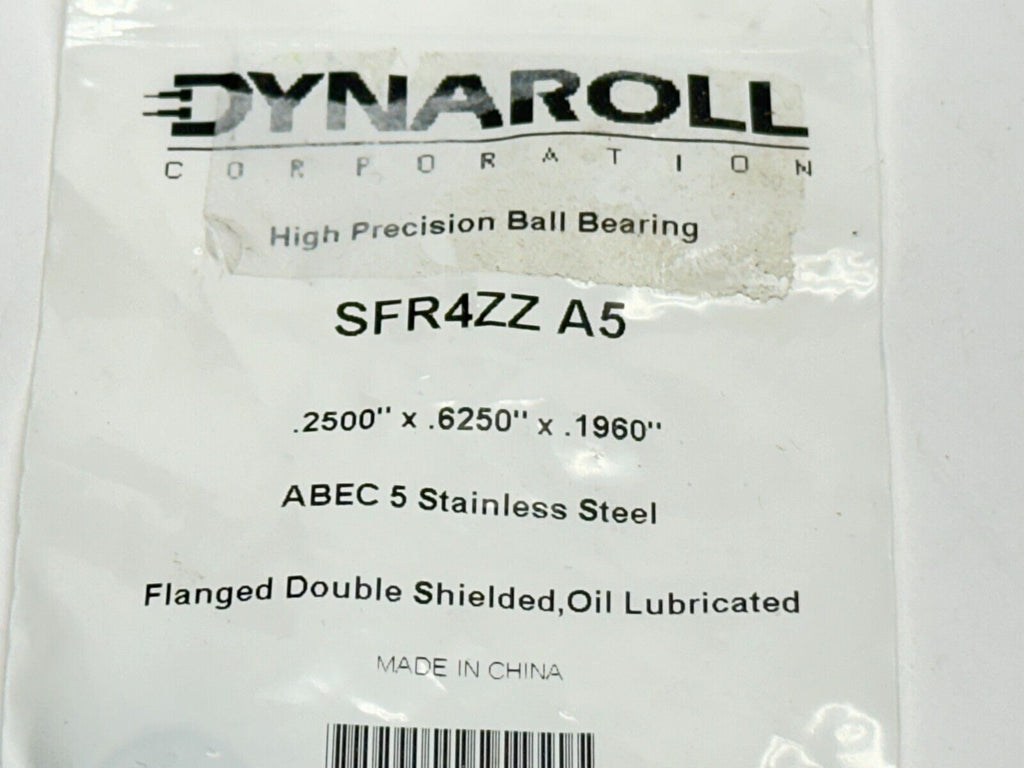 DYNAROLL
CORPORATION
High Precision Ball Bearing
SFR4ZZ A5
.2500" x .6250" x .1960"
ABEC 5 Stainless Steel
Flanged Double Shielded,Oil Lubricated
MADE IN CHINA